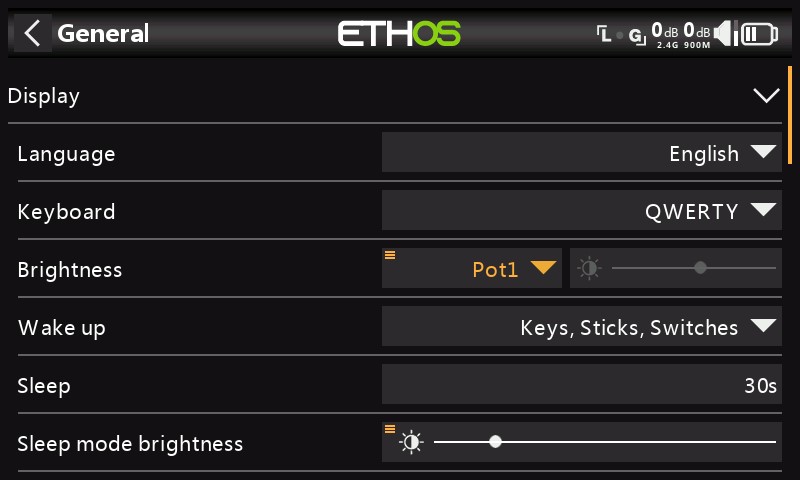 General
ETHOS
L G 0dB 0dB
2.4G 900M
Display
Language English
Keyboard QWERTY
Brightness Pot1
Wake up Keys, Sticks, Switches
Sleep 30s
Sleep mode brightness